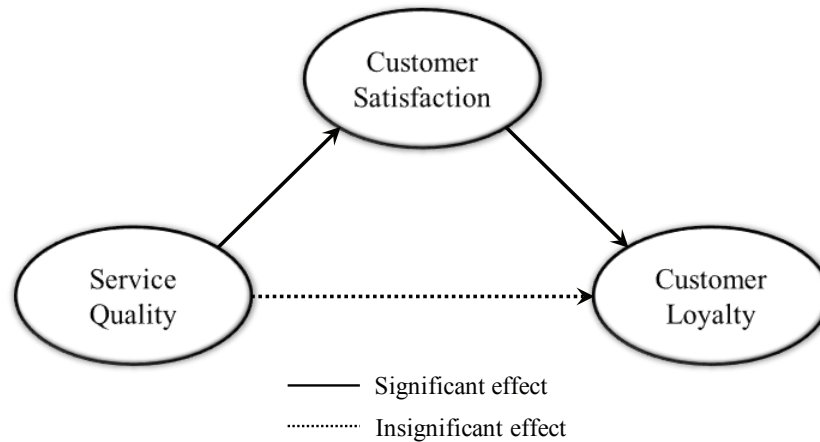 Customer
Satisfaction
Service
Quality
Customer
Loyalty
Significant effect
Insignificant effect